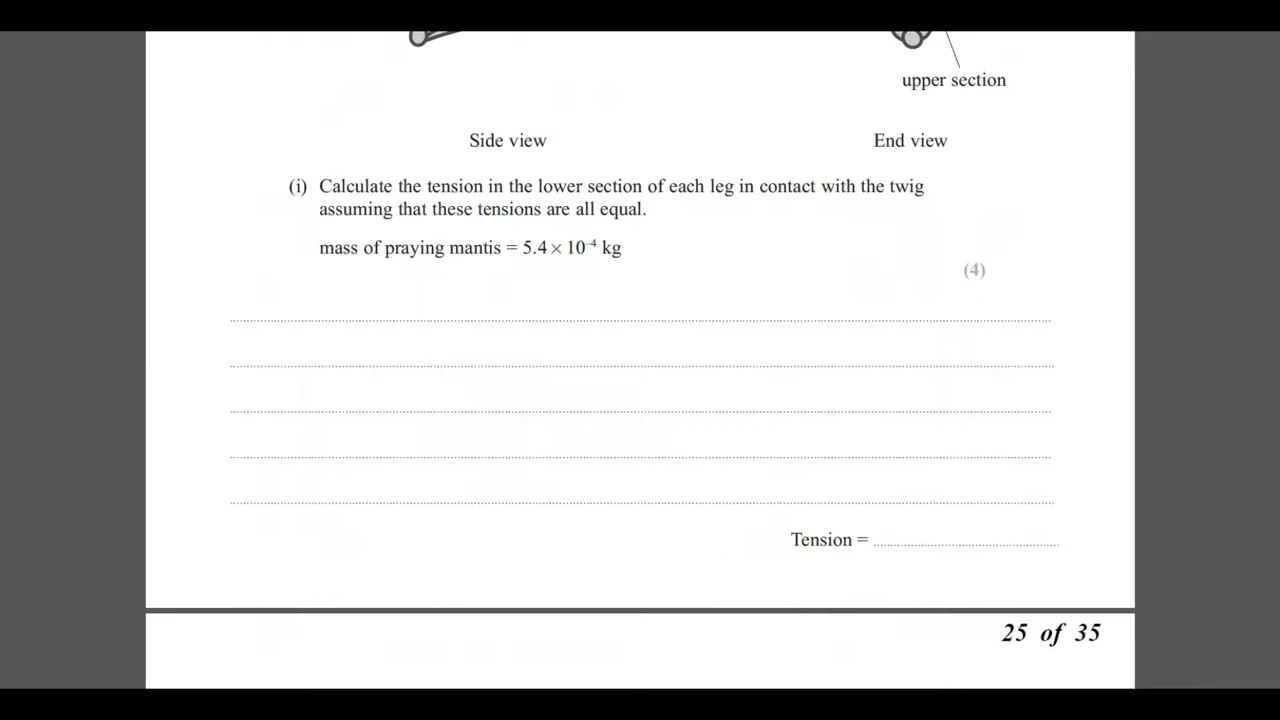 upper section
Side view End view
(i) Calculate the tension in the lower section of each leg in contact with the twig
assuming that these tensions are all equal.
mass of praying mantis = 5.4 × 10⁻⁴ kg
(4)
Tension =
25 of 35